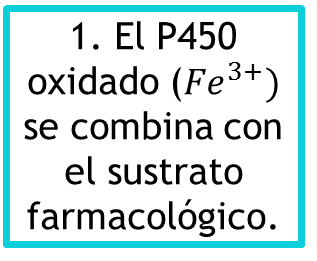 1. El P450
oxidado (Fe³⁺)
se combina con
el sustrato
farmacológico.